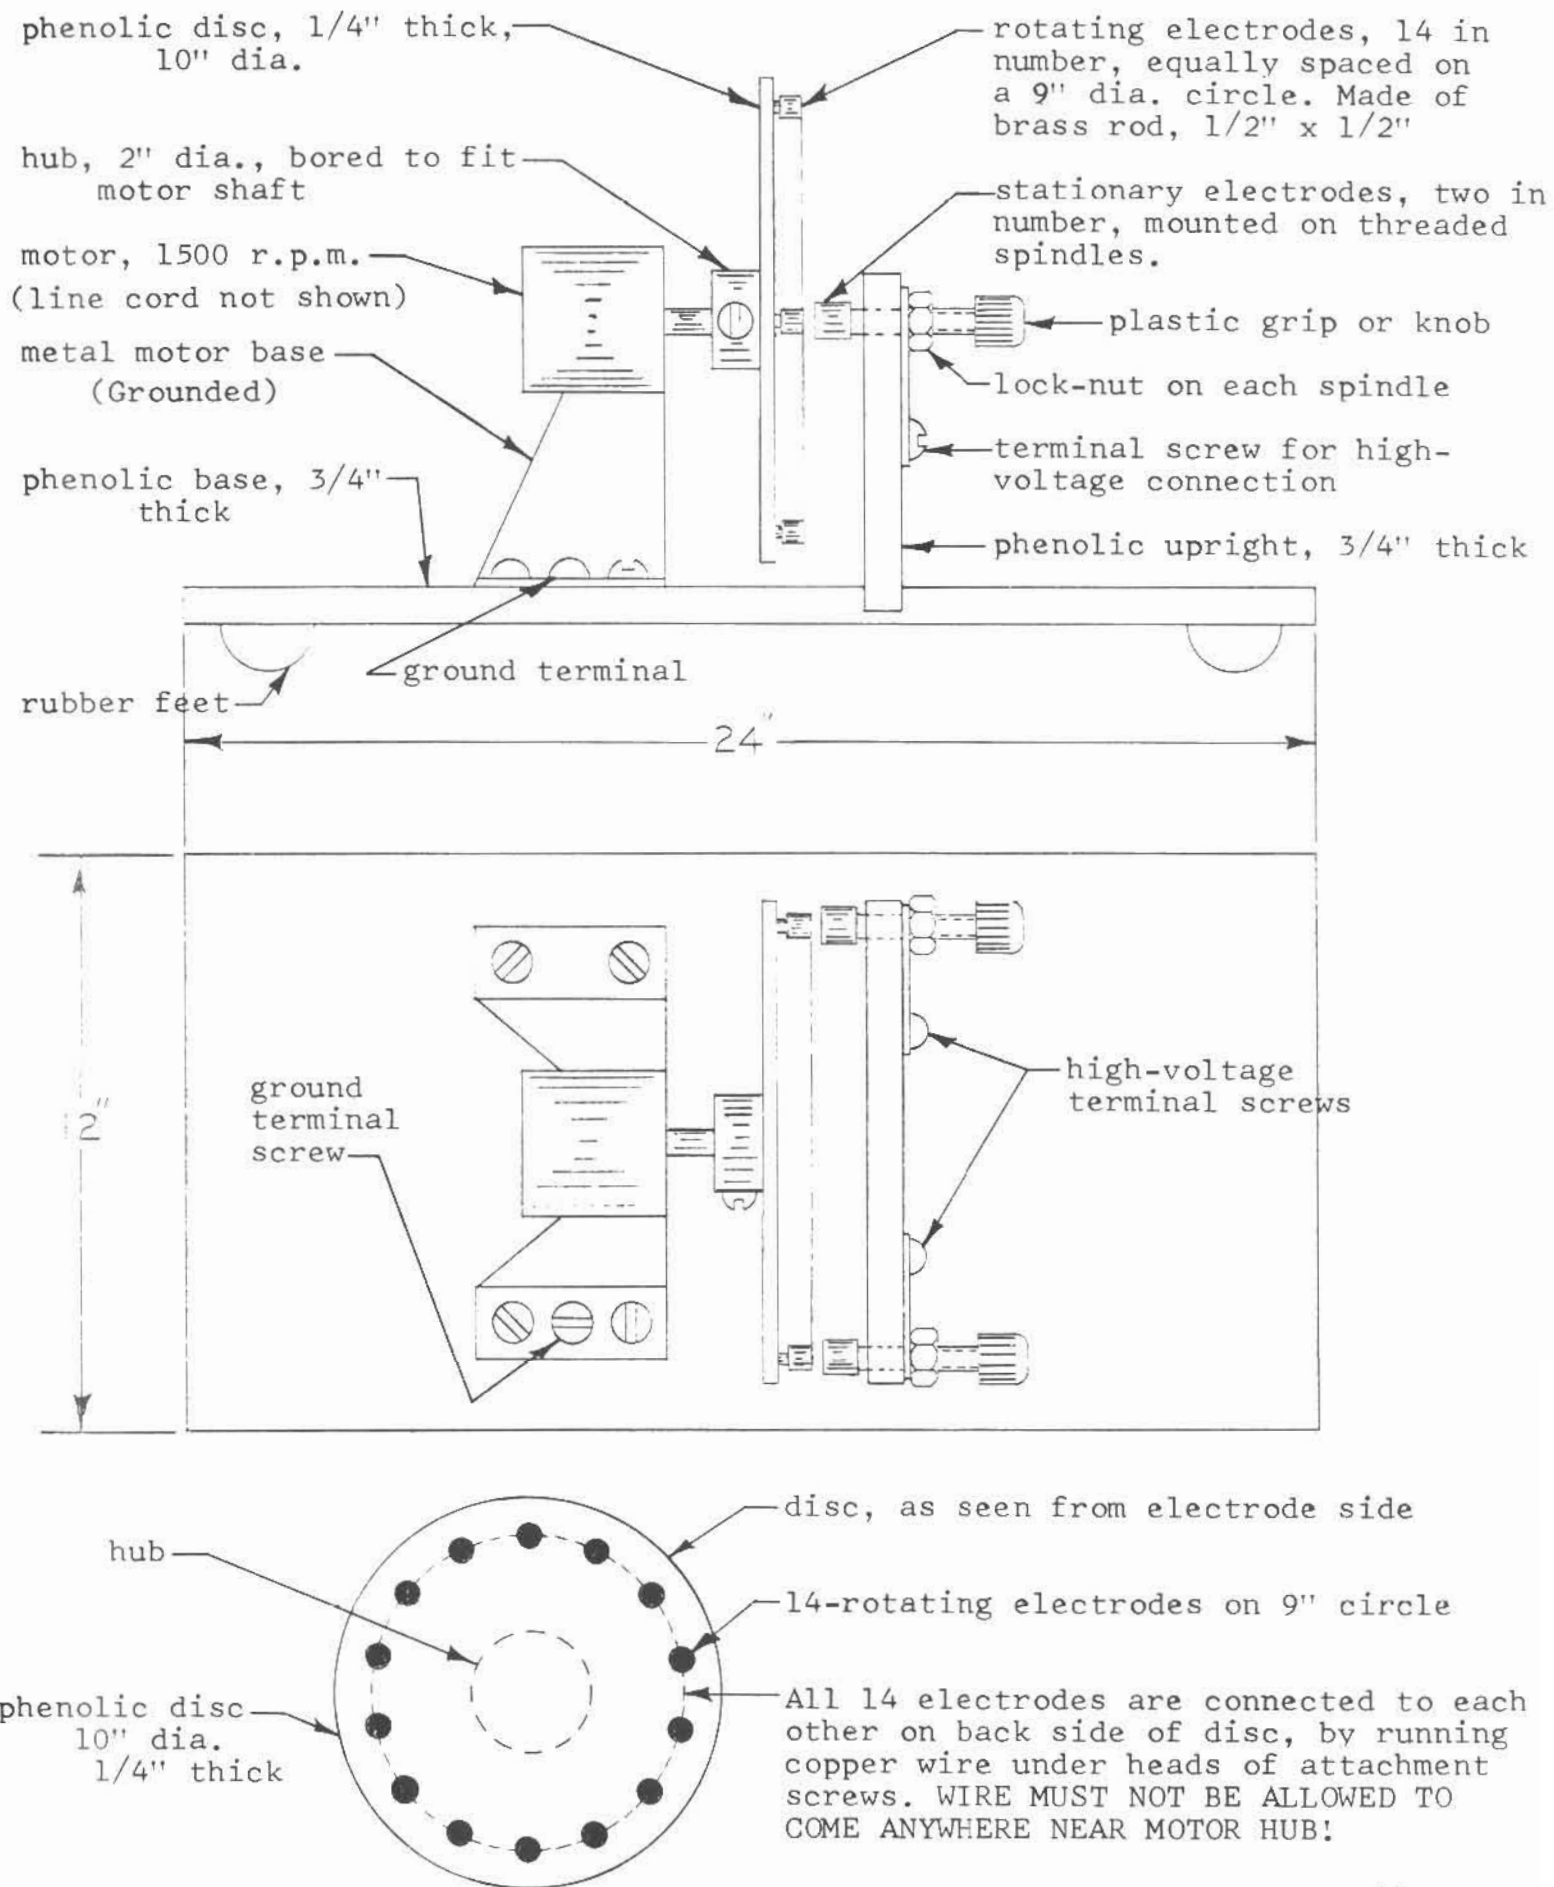 phenolic disc, 1/4" thick,
10" dia.
rotating electrodes, 14 in
number, equally spaced on
a 9" dia. circle. Made of
brass rod, 1/2" x 1/2"
hub, 2" dia., bored to fit
motor shaft
stationary electrodes, two in
number, mounted on threaded
spindles.
motor, 1500 r.p.m.
(line cord not shown)
plastic grip or knob
metal motor base
(Grounded)
lock-nut on each spindle
terminal screw for high-
voltage connection
phenolic base, 3/4"
thick
phenolic upright, 3/4" thick
ground terminal
rubber feet
24"
12"
ground
terminal
screw
high-voltage
terminal screws
disc, as seen from electrode side
hub
14-rotating electrodes on 9" circle
phenolic disc
10" dia.
1/4" thick
All 14 electrodes are connected to each
other on back side of disc, by running
copper wire under heads of attachment
screws. WIRE MUST NOT BE ALLOWED TO
COME ANYWHERE NEAR MOTOR HUB!